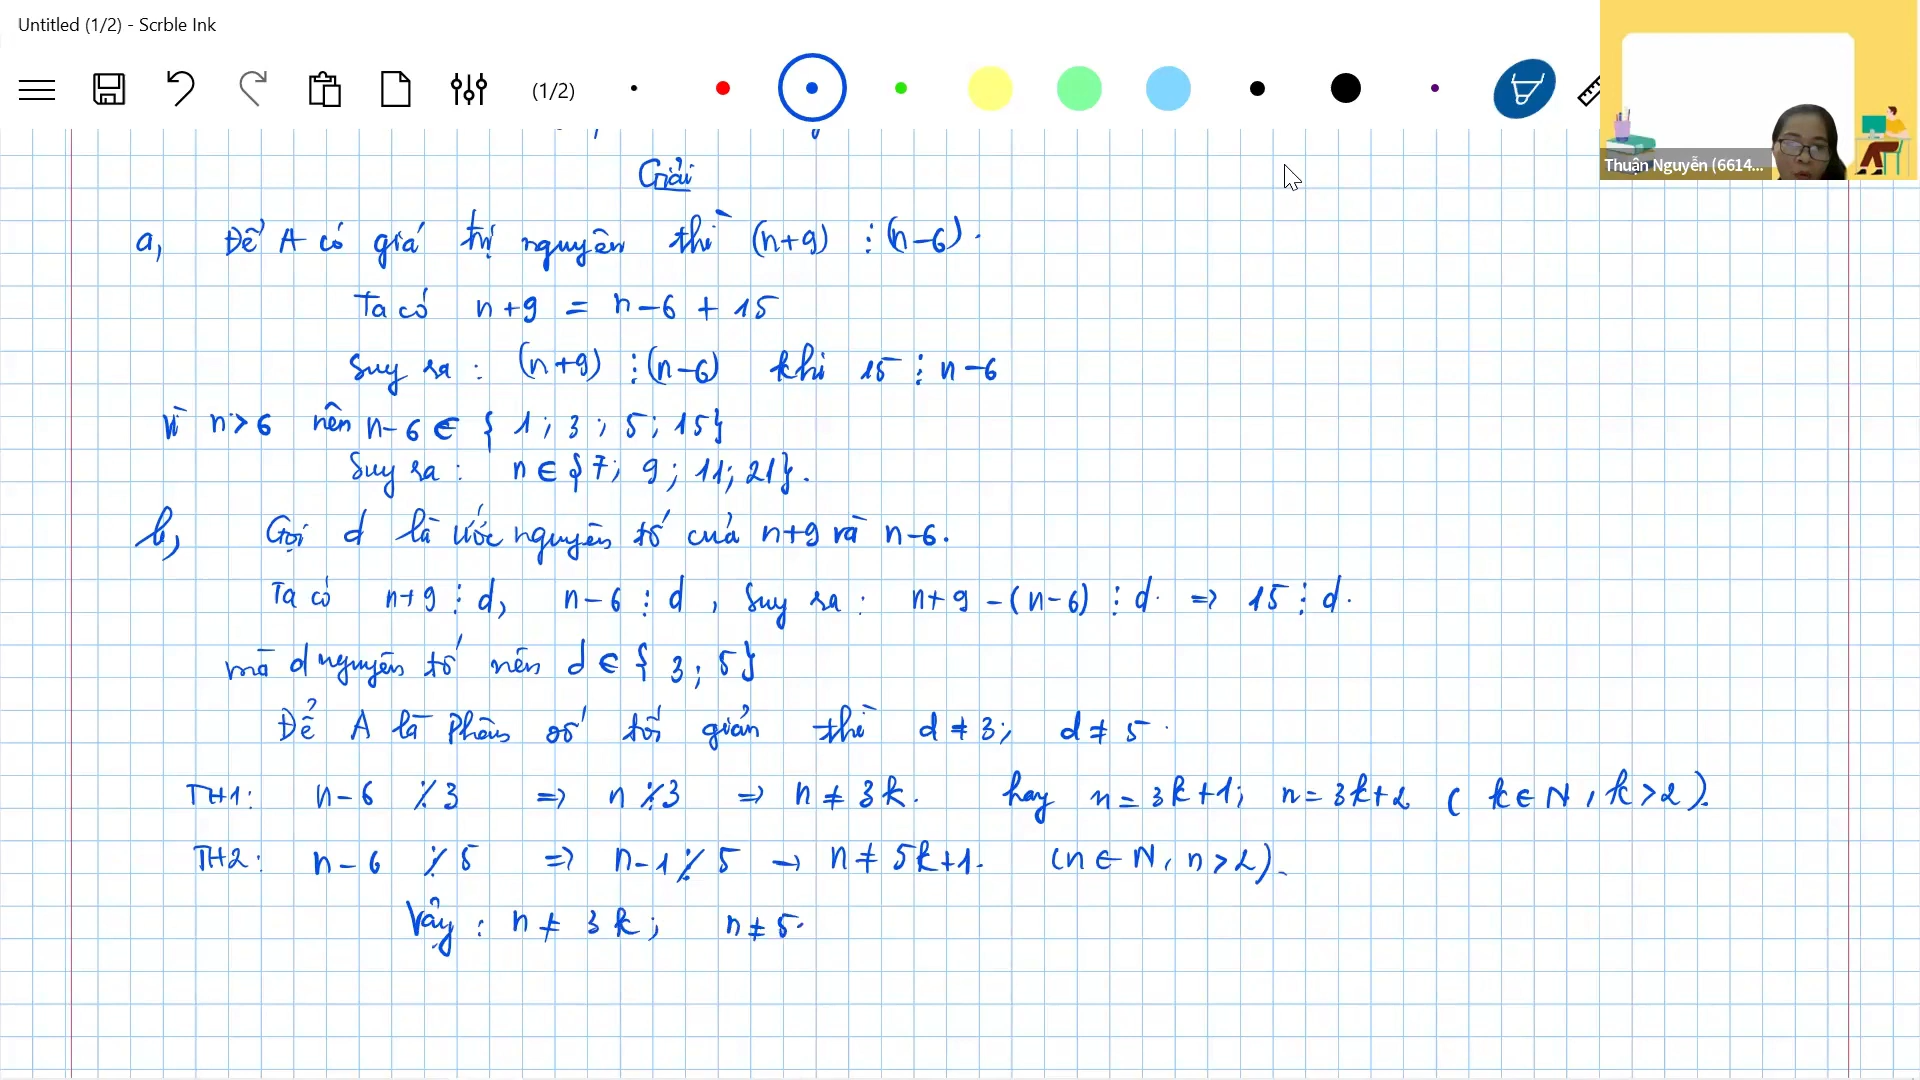 Untitled (1/2) - Scrble Ink
(1/2)
Thuận Nguyễn (6614...
Giải
a, Để A có giá trị nguyên thì (n+9) ⋮ (n-6).
Ta có n+9 = n-6 + 15
Suy ra : (n+9) ⋮ (n-6) khi 15 ⋮ n-6
Vì n>6 nên n-6 ∈ { 1 ; 3 ; 5 ; 15}
Suy ra : n ∈ {7; 9 ; 11; 21}.
b, Gọi d là ước nguyên tố của n+9 và n-6.
Ta có n+9 ⋮ d, n-6 ⋮ d , Suy ra : n+9 -(n-6) ⋮ d. => 15 ⋮ d.
mà d nguyên tố nên d ∈ { 3; 5}
Để A là Phân số tối giản thì d ≠ 3; d ≠ 5.
TH1: n-6 ⋮̸ 3 => n ⋮̸ 3 => n ≠ 3k. hay n = 3k+1; n = 3k+2 ( k ∈ N , k > 2 ).
TH2: n-6 ⋮̸ 5 => n-1 ⋮̸ 5 → n ≠ 5k+1. (n ∈ N, n > 2).
Vậy : n ≠ 3k ; n ≠ 5.